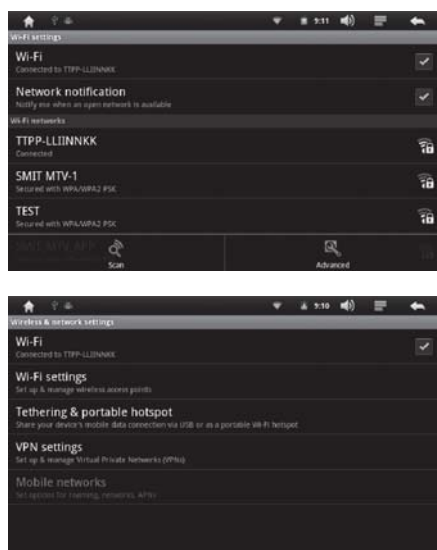 9:11
Wi-Fi settings
Wi-Fi
Connected to TTPP-LLIINNKK
Network notification
Notify me when an open network is available
Wi-Fi networks
TTPP-LLIINNKK
Connected
SMIT MTV-1
Secured with WPA/WPA2 PSK
TEST
Secured with WPA/WPA2 PSK
Scan
Advanced
9:10
Wireless & network settings
Wi-Fi
Connected to TTPP-LLIINNKK
Wi-Fi settings
Set up & manage wireless access points
Tethering & portable hotspot
Share your device's mobile data connection via USB or as a portable Wi-Fi hotspot
VPN settings
Set up & manage Virtual Private Networks (VPNs)
Mobile networks
Set options for roaming, networks, APNs